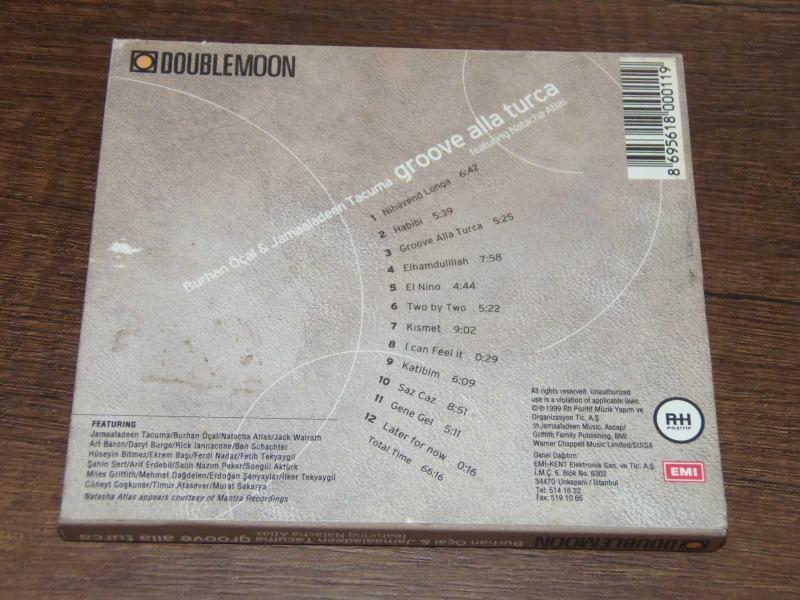 DOUBLEMOON
Burhan Öçal & Jamaaladeen Tacuma groove alla turca
featuring Natacha Atlas
1 Nihavend Longa 6:42
2 Habibi 5:39
3 Groove Alla Turca 5:25
4 Elhamdulillah 7:58
5 El Nino 4:44
6 Two by Two 5:22
7 Kısmet 9:02
8 I can Feel it 0:29
9 Katibim 6:09
10 Saz Caz 8:51
11 Gene Gel 5:11
12 Later for now 0:16
Total Time 66:16
8 695618 000119
FEATURING
Jamaaladeen Tacuma/Burhan Öçal/Natacha Atlas/Jack Walrath
Art Baron/Daryl Burge/Rick Iannacone/Ben Schachter
Hüseyin Bitmez/Ekrem Bağı/Ferdi Nadaz/Fetih Tekyaygil
Şahin Sert/Arif Erdebil/Salih Nazım Peker/Songül Aktürk
Miles Griffith/Mehmet Dağdelen/Erdoğan Şenyaylar/İlker Tekyaygil
Cüneyt Coşkuner/Timur Atasever/Murat Sakarya
Natasha Atlas appears courtesy of Mantra Recordings
All rights reserved. Unauthorized
use is a violation of applicable laws.
©℗ 1999 Rh Pozitif Müzik Yapım ve
Organizasyon Tic. A.Ş.
℗Jamaaladeen Music, Ascap/
Griffith Family Publishing, BMI
Warner Chappell Music Limited/SUISA
Genel Dağıtım:
EMI-KENT Elektronik San. ve Tic. A.Ş.
İ.M.Ç. 6. Blok No. 6302
34470 Unkapanı / İstanbul
Tel: 514 16 22
Fax: 519 10 66
RH
POZİTİF
EMI
Burhan Öçal & Jamaaladeen Tacuma groove alla turca
featuring Natacha Atlas
DOUBLEMOON